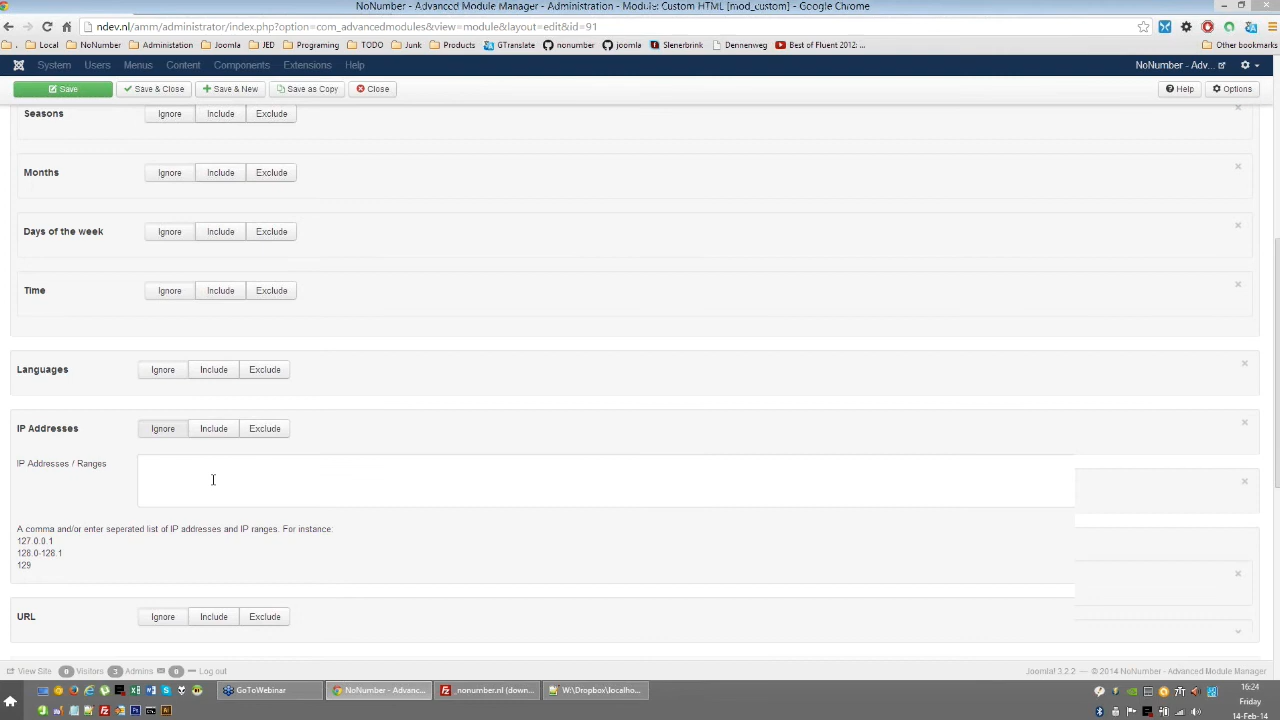 NoNumber - Advanced Module Manager - Administration - Module: Custom HTML [mod_custom] - Google Chrome
ndev.nl/amm/administrator/index.php?option=com_advancedmodules&view=module&layout=edit&id=91
Local NoNumber Administation Joomla JED Programing TODO Junk Products GTranslate nonumber joomla Slenerbrink Dennenweg Best of Fluent 2012: ... Other bookmarks
System Users Menus Content Components Extensions Help NoNumber - Adv...
Save Save & Close Save & New Save as Copy Close Help Options
Seasons Ignore Include Exclude
Months Ignore Include Exclude
Days of the week Ignore Include Exclude
Time Ignore Include Exclude
Languages Ignore Include Exclude
IP Addresses Ignore Include Exclude
IP Addresses / Ranges
A comma and/or enter seperated list of IP addresses and IP ranges. For instance:
127.0.0.1
128.0-128.1
129
URL Ignore Include Exclude
View Site 0 Visitors 3 Admins 0 Log out Joomla! 3.2.2 — © 2014 NoNumber - Advanced Module Manager
GoToWebinar NoNumber - Advanc... _nonumber.nl (down... W:\Dropbox\localho...
16:24
Friday
14-Feb-14